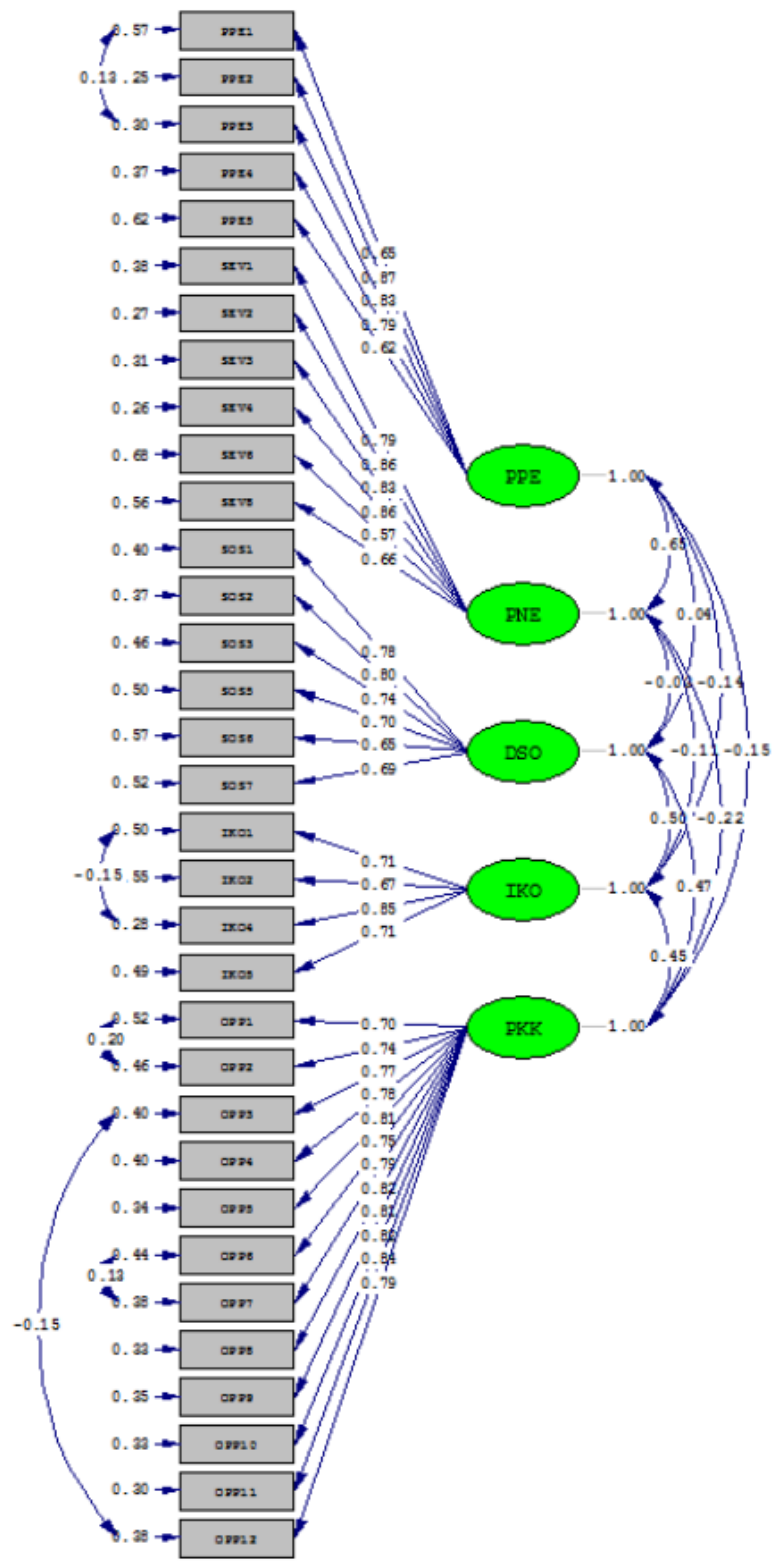 0.57 PPE1
0.13 .25 PPE2
0.30 PPE3
0.37 PPE4
0.62 PPE5
0.38 SEV1
0.65
0.87
0.27 SEV2
0.83
0.79
0.62
0.31 SEV3
0.26 SEV4
0.79
0.68 SEV6
0.86
0.83
PPE 1.00
0.56 SEV5
0.86
0.57
0.40 SOS1
0.65
0.66
0.37 SOS2
PNE 1.00 0.04
0.46 SOS3
0.78
0.80
-0.14
0.50 SOS5
0.74
0.70
0.57 SOS6
0.65
DSO 1.00 -0.11 -0.15
0.69
0.52 SOS7
0.50 -0.22
0.50 IKO1
0.71
-0.15 .55 IKO2
0.67
IKO 1.00 0.47
0.85
0.28 IKO4
0.71
0.45
0.49 IKO5
0.52 OPP1
0.70
PKK 1.00
0.20
0.74
0.46 OPP2
0.77
0.78
0.40 OPP3
0.81
0.75
0.40 OPP4
0.79
0.82
0.34 OPP5
0.81
0.44 OPP6
0.84
0.13
0.79
0.38 OPP7
-0.15
0.33 OPP8
0.35 OPP9
0.33 OPP10
0.30 OPP11
0.38 OPP12